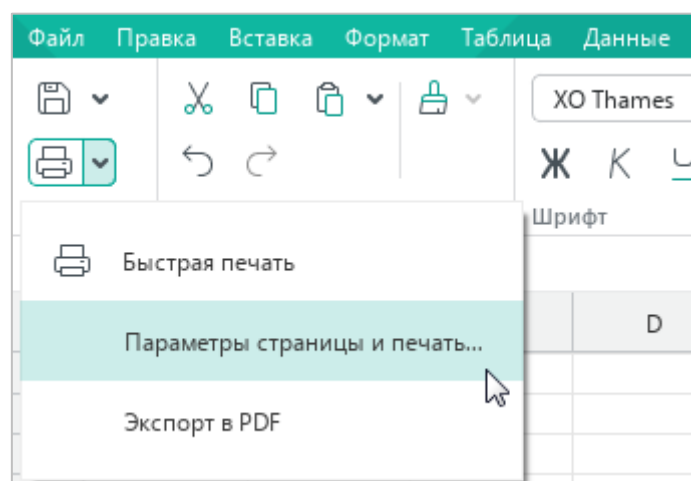 Файл Правка Вставка Формат Таблица Данные
XO Thames
Ж К Ч
Шрифт
Быстрая печать
D
Параметры страницы и печать...
Экспорт в PDF